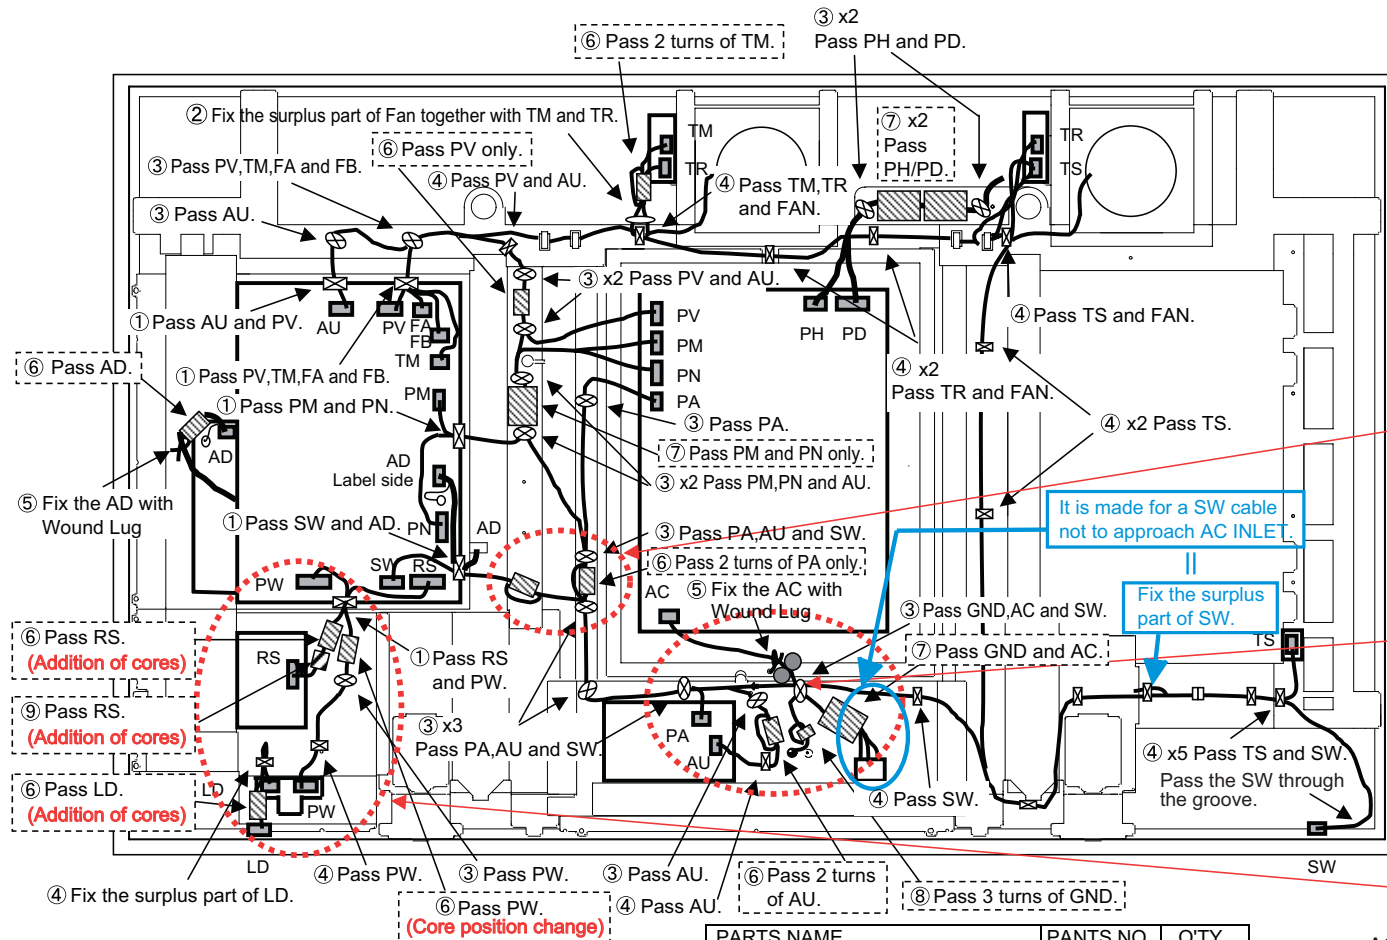 ③ x2
Pass PH and PD.
⑥ Pass 2 turns of TM.
② Fix the surplus part of Fan together with TM and TR.
⑥ Pass PV only.
③ Pass PV,TM,FA and FB.
④ Pass PV and AU.
③ Pass AU.
TM
TR
④ Pass TM,TR
and FAN.
⑦ x2
Pass
PH/PD.
TR
TS
③ x2 Pass PV and AU.
① Pass AU and PV.
AU
PV
FA
FB
TM
PV
PM
PN
PA
PH
PD
④ Pass TS and FAN.
⑥ Pass AD.
① Pass PV,TM,FA and FB.
PM
① Pass PM and PN.
④ x2
Pass TR and FAN.
③ Pass PA.
④ x2 Pass TS.
⑦ Pass PM and PN only.
③ x2 Pass PM,PN and AU.
AD
AD
Label side
⑤ Fix the AD with
Wound Lug
① Pass SW and AD.
PN
AD
It is made for a SW cable
not to approach AC INLET.
=
Fix the surplus
part of SW.
③ Pass PA,AU and SW.
⑥ Pass 2 turns of PA only.
PW
SW
RS
AC
⑤ Fix the AC with
Wound Lug
③ Pass GND,AC and SW.
⑦ Pass GND and AC.
TS
⑥ Pass RS.
(Addition of cores)
RS
① Pass RS
and PW.
⑨ Pass RS.
(Addition of cores)
③ x3
Pass PA,AU and SW.
PA
AU
④ x5 Pass TS and SW.
Pass the SW through
the groove.
⑥ Pass LD.
(Addition of cores)
LD
PW
④ Pass SW.
LD
SW
④ Fix the surplus part of LD.
④ Pass PW.
③ Pass PW.
③ Pass AU.
⑥ Pass 2 turns
of AU.
⑧ Pass 3 turns of GND.
④ Pass AU.
⑥ Pass PW.
(Core position change)
PARTS NAME
PANTS NO.
Q'TY